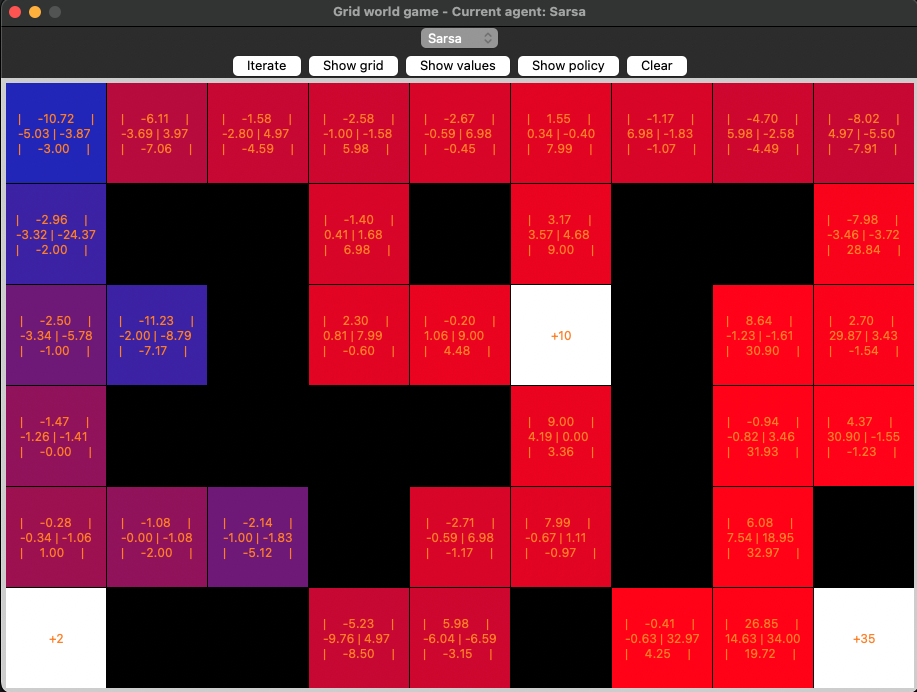 Grid world game - Current agent: Sarsa
Sarsa
Iterate Show grid Show values Show policy Clear
| -10.72 | | -6.11 | | -1.58 | | -2.58 | | -2.67 | | 1.55 | | -1.17 | | -4.70 | | -8.02 |
-5.03 | -3.87 -3.69 | 3.97 -2.80 | 4.97 -1.00 | -1.58 -0.59 | 6.98 0.34 | -0.40 6.98 | -1.83 5.98 | -2.58 4.97 | -5.50
| -3.00 | | -7.06 | | -4.59 | | 5.98 | | -0.45 | | 7.99 | | -1.07 | | -4.49 | | -7.91 |
| -2.96 | | -1.40 | | 3.17 | | -7.98 |
-3.32 | -24.37 0.41 | 1.68 3.57 | 4.68 -3.46 | -3.72
| -2.00 | | 6.98 | | 9.00 | | 28.84 |
| -2.50 | | -11.23 | | 2.30 | | -0.20 | | 8.64 | | 2.70 |
-3.34 | -5.78 -2.00 | -8.79 0.81 | 7.99 1.06 | 9.00 +10 -1.23 | -1.61 29.87 | 3.43
| -1.00 | | -7.17 | | -0.60 | | 4.48 | | 30.90 | | -1.54 |
| -1.47 | | 9.00 | | -0.94 | | 4.37 |
-1.26 | -1.41 4.19 | 0.00 -0.82 | 3.46 30.90 | -1.55
| -0.00 | | 3.36 | | 31.93 | | -1.23 |
| -0.28 | | -1.08 | | -2.14 | | -2.71 | | 7.99 | | 6.08 |
-0.34 | -1.06 -0.00 | -1.08 -1.00 | -1.83 -0.59 | 6.98 -0.67 | 1.11 7.54 | 18.95
| 1.00 | | -2.00 | | -5.12 | | -1.17 | | -0.97 | | 32.97 |
| -5.23 | | 5.98 | | -0.41 | | 26.85 |
+2 -9.76 | 4.97 -6.04 | -6.59 -0.63 | 32.97 14.63 | 34.00 +35
| -8.50 | | -3.15 | | 4.25 | | 19.72 |